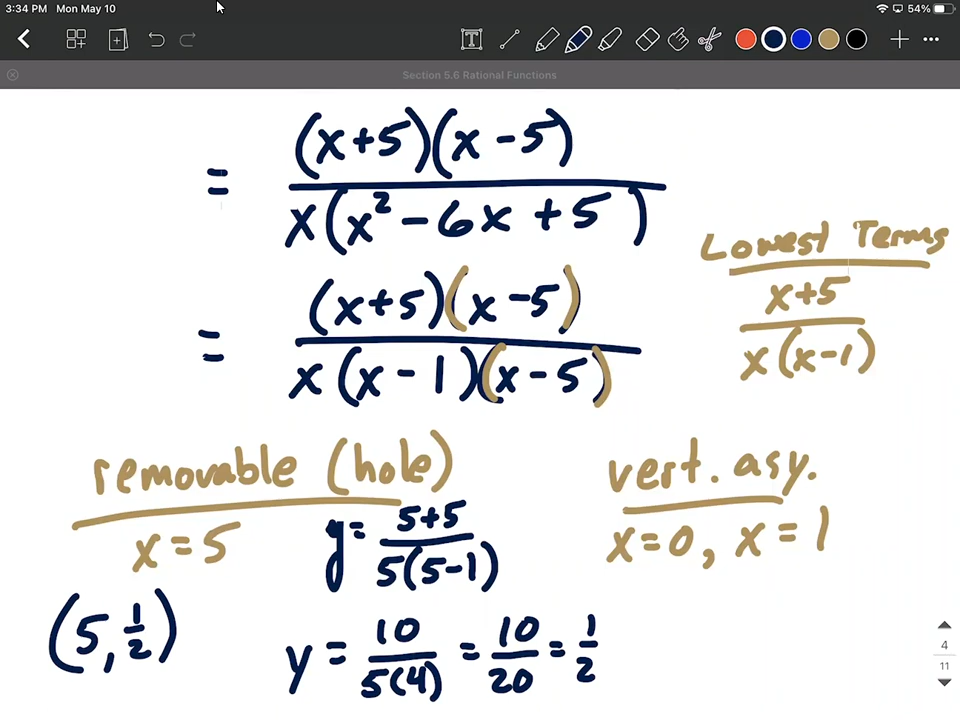 3:34 PM Mon May 10
54%
Section 5.6 Rational Functions
= (x+5)(x-5) / x(x² - 6x + 5)
= (x+5)(x-5) / x(x-1)(x-5)
Lowest Terms
x+5 / x(x-1)
removable (hole)
x = 5
y = 5+5 / 5(5-1)
(5, 1/2)
y = 10 / 5(4) = 10/20 = 1/2
vert. asy.
x=0, x=1
4
11